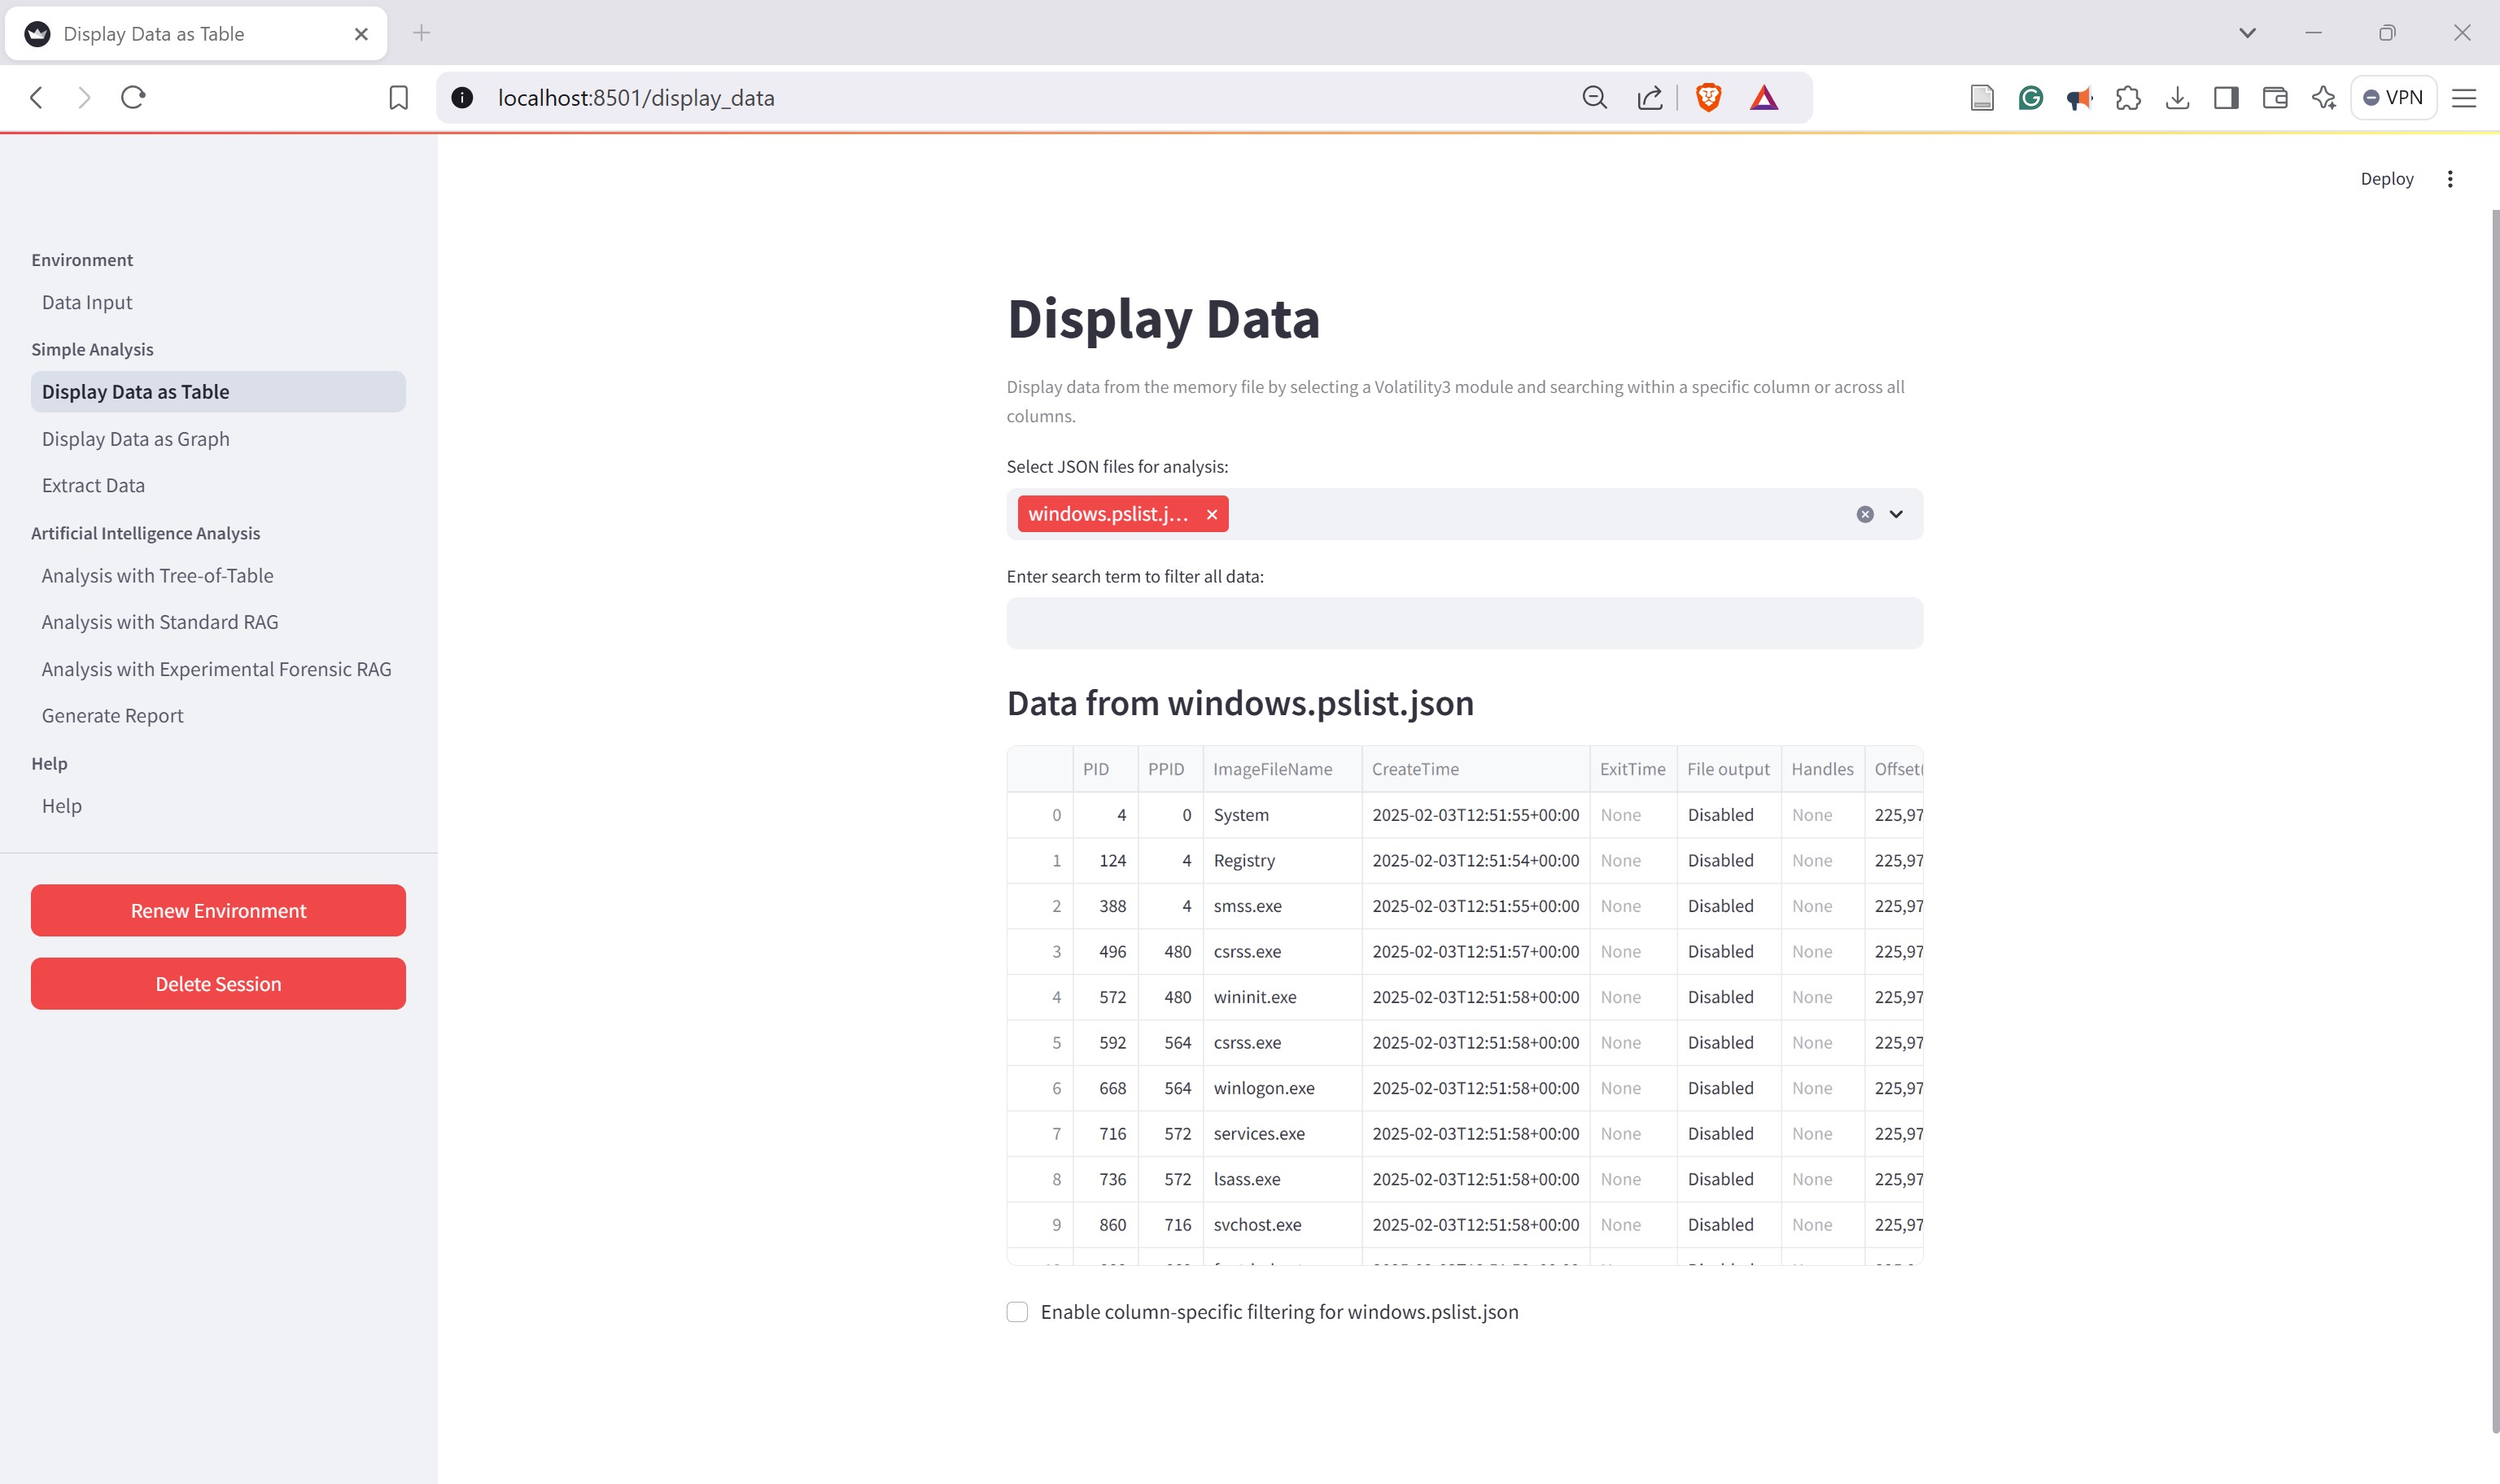 Display Data as Table
localhost:8501/display_data
VPN
Deploy
Environment
Data Input
Simple Analysis
Display Data as Table
Display Data as Graph
Extract Data
Artificial Intelligence Analysis
Analysis with Tree-of-Table
Analysis with Standard RAG
Analysis with Experimental Forensic RAG
Generate Report
Help
Help
Renew Environment
Delete Session
Display Data
Display data from the memory file by selecting a Volatility3 module and searching within a specific column or across all
columns.
Select JSON files for analysis:
windows.pslist.j...
Enter search term to filter all data:
Data from windows.pslist.json
PID PPID ImageFileName CreateTime ExitTime File output Handles Offset(
0 4 0 System 2025-02-03T12:51:55+00:00 None Disabled None 225,97
1 124 4 Registry 2025-02-03T12:51:54+00:00 None Disabled None 225,97
2 388 4 smss.exe 2025-02-03T12:51:55+00:00 None Disabled None 225,97
3 496 480 csrss.exe 2025-02-03T12:51:57+00:00 None Disabled None 225,97
4 572 480 wininit.exe 2025-02-03T12:51:58+00:00 None Disabled None 225,97
5 592 564 csrss.exe 2025-02-03T12:51:58+00:00 None Disabled None 225,97
6 668 564 winlogon.exe 2025-02-03T12:51:58+00:00 None Disabled None 225,97
7 716 572 services.exe 2025-02-03T12:51:58+00:00 None Disabled None 225,97
8 736 572 lsass.exe 2025-02-03T12:51:58+00:00 None Disabled None 225,97
9 860 716 svchost.exe 2025-02-03T12:51:58+00:00 None Disabled None 225,97
Enable column-specific filtering for windows.pslist.json